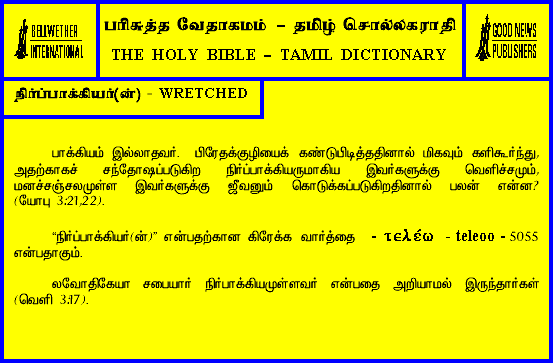 BELLWETHER
INTERNATIONAL
பரிசுத்த வேதாகமம் – தமிழ் சொல்லகராதி
THE HOLY BIBLE – TAMIL DICTIONARY
GOOD NEWS
PUBLISHERS
நிர்ப்பாக்கியர்(ன்) - WRETCHED
பாக்கியம் இல்லாதவர். பிரேதக்குழியைக் கண்டுபிடித்ததினால் மிகவும் களிகூர்ந்து,
அதற்காகச் சந்தோஷப்படுகிற நிர்ப்பாக்கியருமாகிய இவர்களுக்கு வெளிச்சமும்,
மனச்சஞ்சலமுள்ள இவர்களுக்கு ஜீவனும் கொடுக்கப்படுகிறதினால் பலன் என்ன?
(யோபு 3:21,22).
“நிர்ப்பாக்கியர்(ன்)” என்பதற்கான கிரேக்க வார்த்தை - τελέω - teleoo - 5055
என்பதாகும்.
லவோதிகேயா சபையார் நிர்பாக்கியமுள்ளவர் என்பதை அறியாமல் இருந்தார்கள்
(வெளி 3:17).